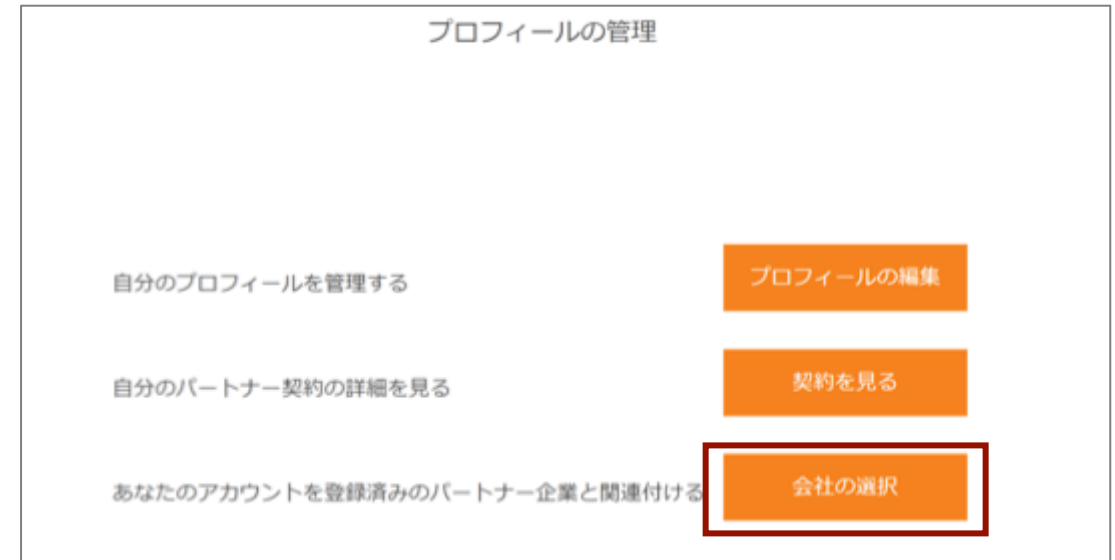 プロフィールの管理
自分のプロフィールを管理する
プロフィールの編集
自分のパートナー契約の詳細を見る
契約を見る
あなたのアカウントを登録済みのパートナー企業と関連付ける
会社の選択